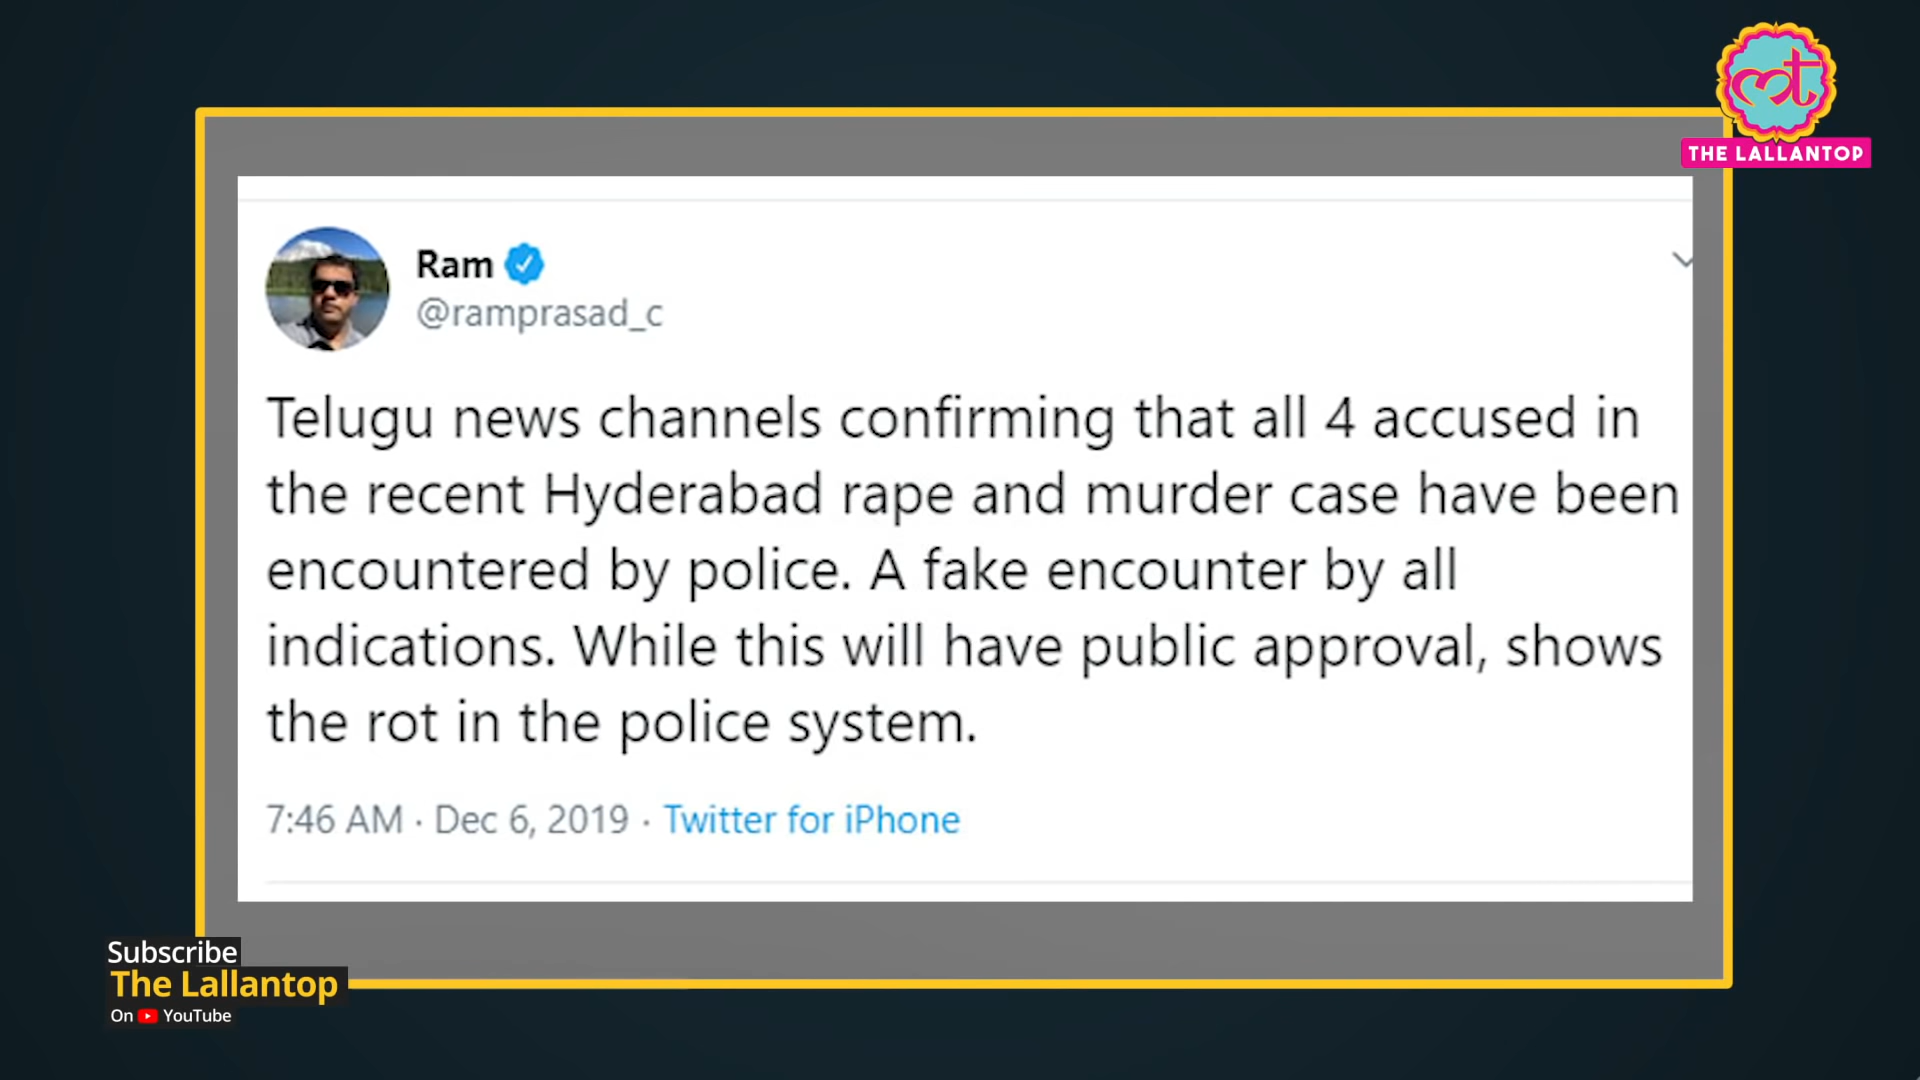 THE LALLANTOP
Ram
@ramprasad_c
Telugu news channels confirming that all 4 accused in
the recent Hyderabad rape and murder case have been
encountered by police. A fake encounter by all
indications. While this will have public approval, shows
the rot in the police system.
7:46 AM · Dec 6, 2019 · Twitter for iPhone
Subscribe
The Lallantop
On YouTube